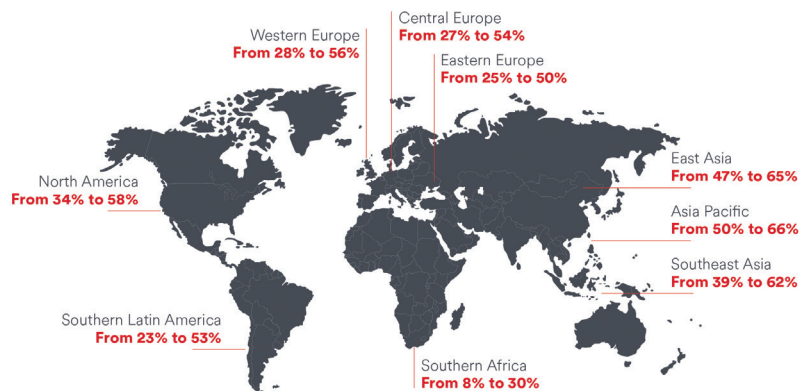 Central Europe
From 27% to 54%
Western Europe
From 28% to 56%
Eastern Europe
From 25% to 50%
East Asia
From 47% to 65%
North America
From 34% to 58%
Asia Pacific
From 50% to 66%
Southeast Asia
From 39% to 62%
Southern Latin America
From 23% to 53%
Southern Africa
From 8% to 30%